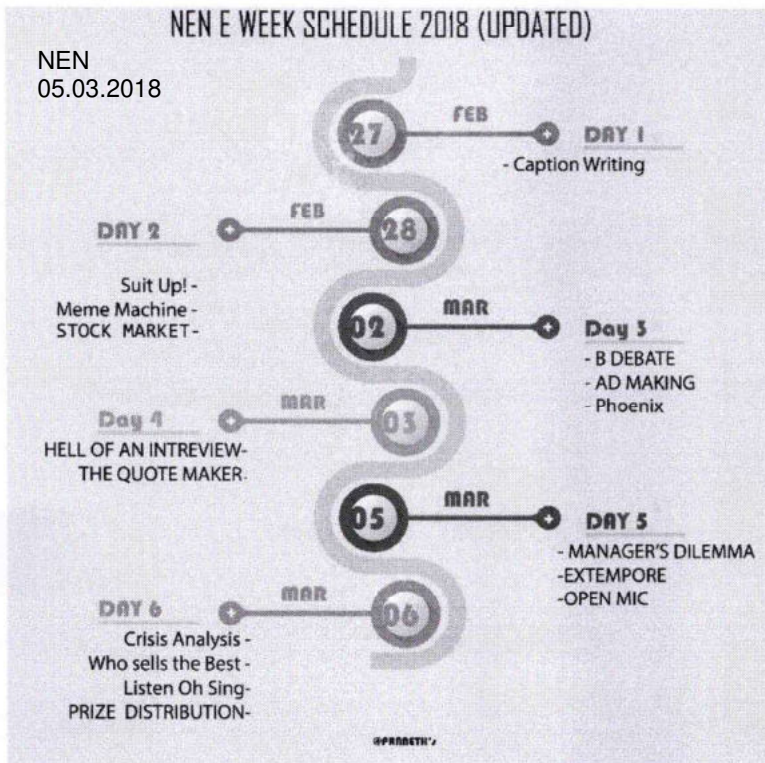 NEN E WEEK SCHEDULE 2018 (UPDATED)
NEN
05.03.2018
27 FEB DAY 1
- Caption Writing
DAY 2 FEB 28
Suit Up! -
Meme Machine -
STOCK MARKET -
02 MAR Day 3
- B DEBATE
- AD MAKING
- Phoenix
Day 4 MAR 03
HELL OF AN INTREVIEW-
THE QUOTE MAKER-
05 MAR DAY 5
- MANAGER'S DILEMMA
-EXTEMPORE
-OPEN MIC
DAY 6 MAR 06
Crisis Analysis -
Who sells the Best -
Listen Oh Sing-
PRIZE DISTRIBUTION-